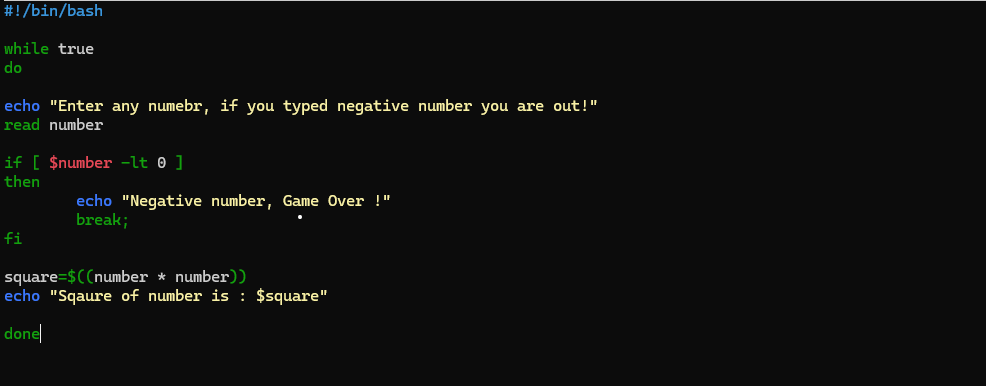 #!/bin/bash
while true
do
echo "Enter any numebr, if you typed negative number you are out!"
read number
if [ $number -lt 0 ]
then
echo "Negative number, Game Over !"
break;
fi
square=$((number * number))
echo "Sqaure of number is : $square"
done